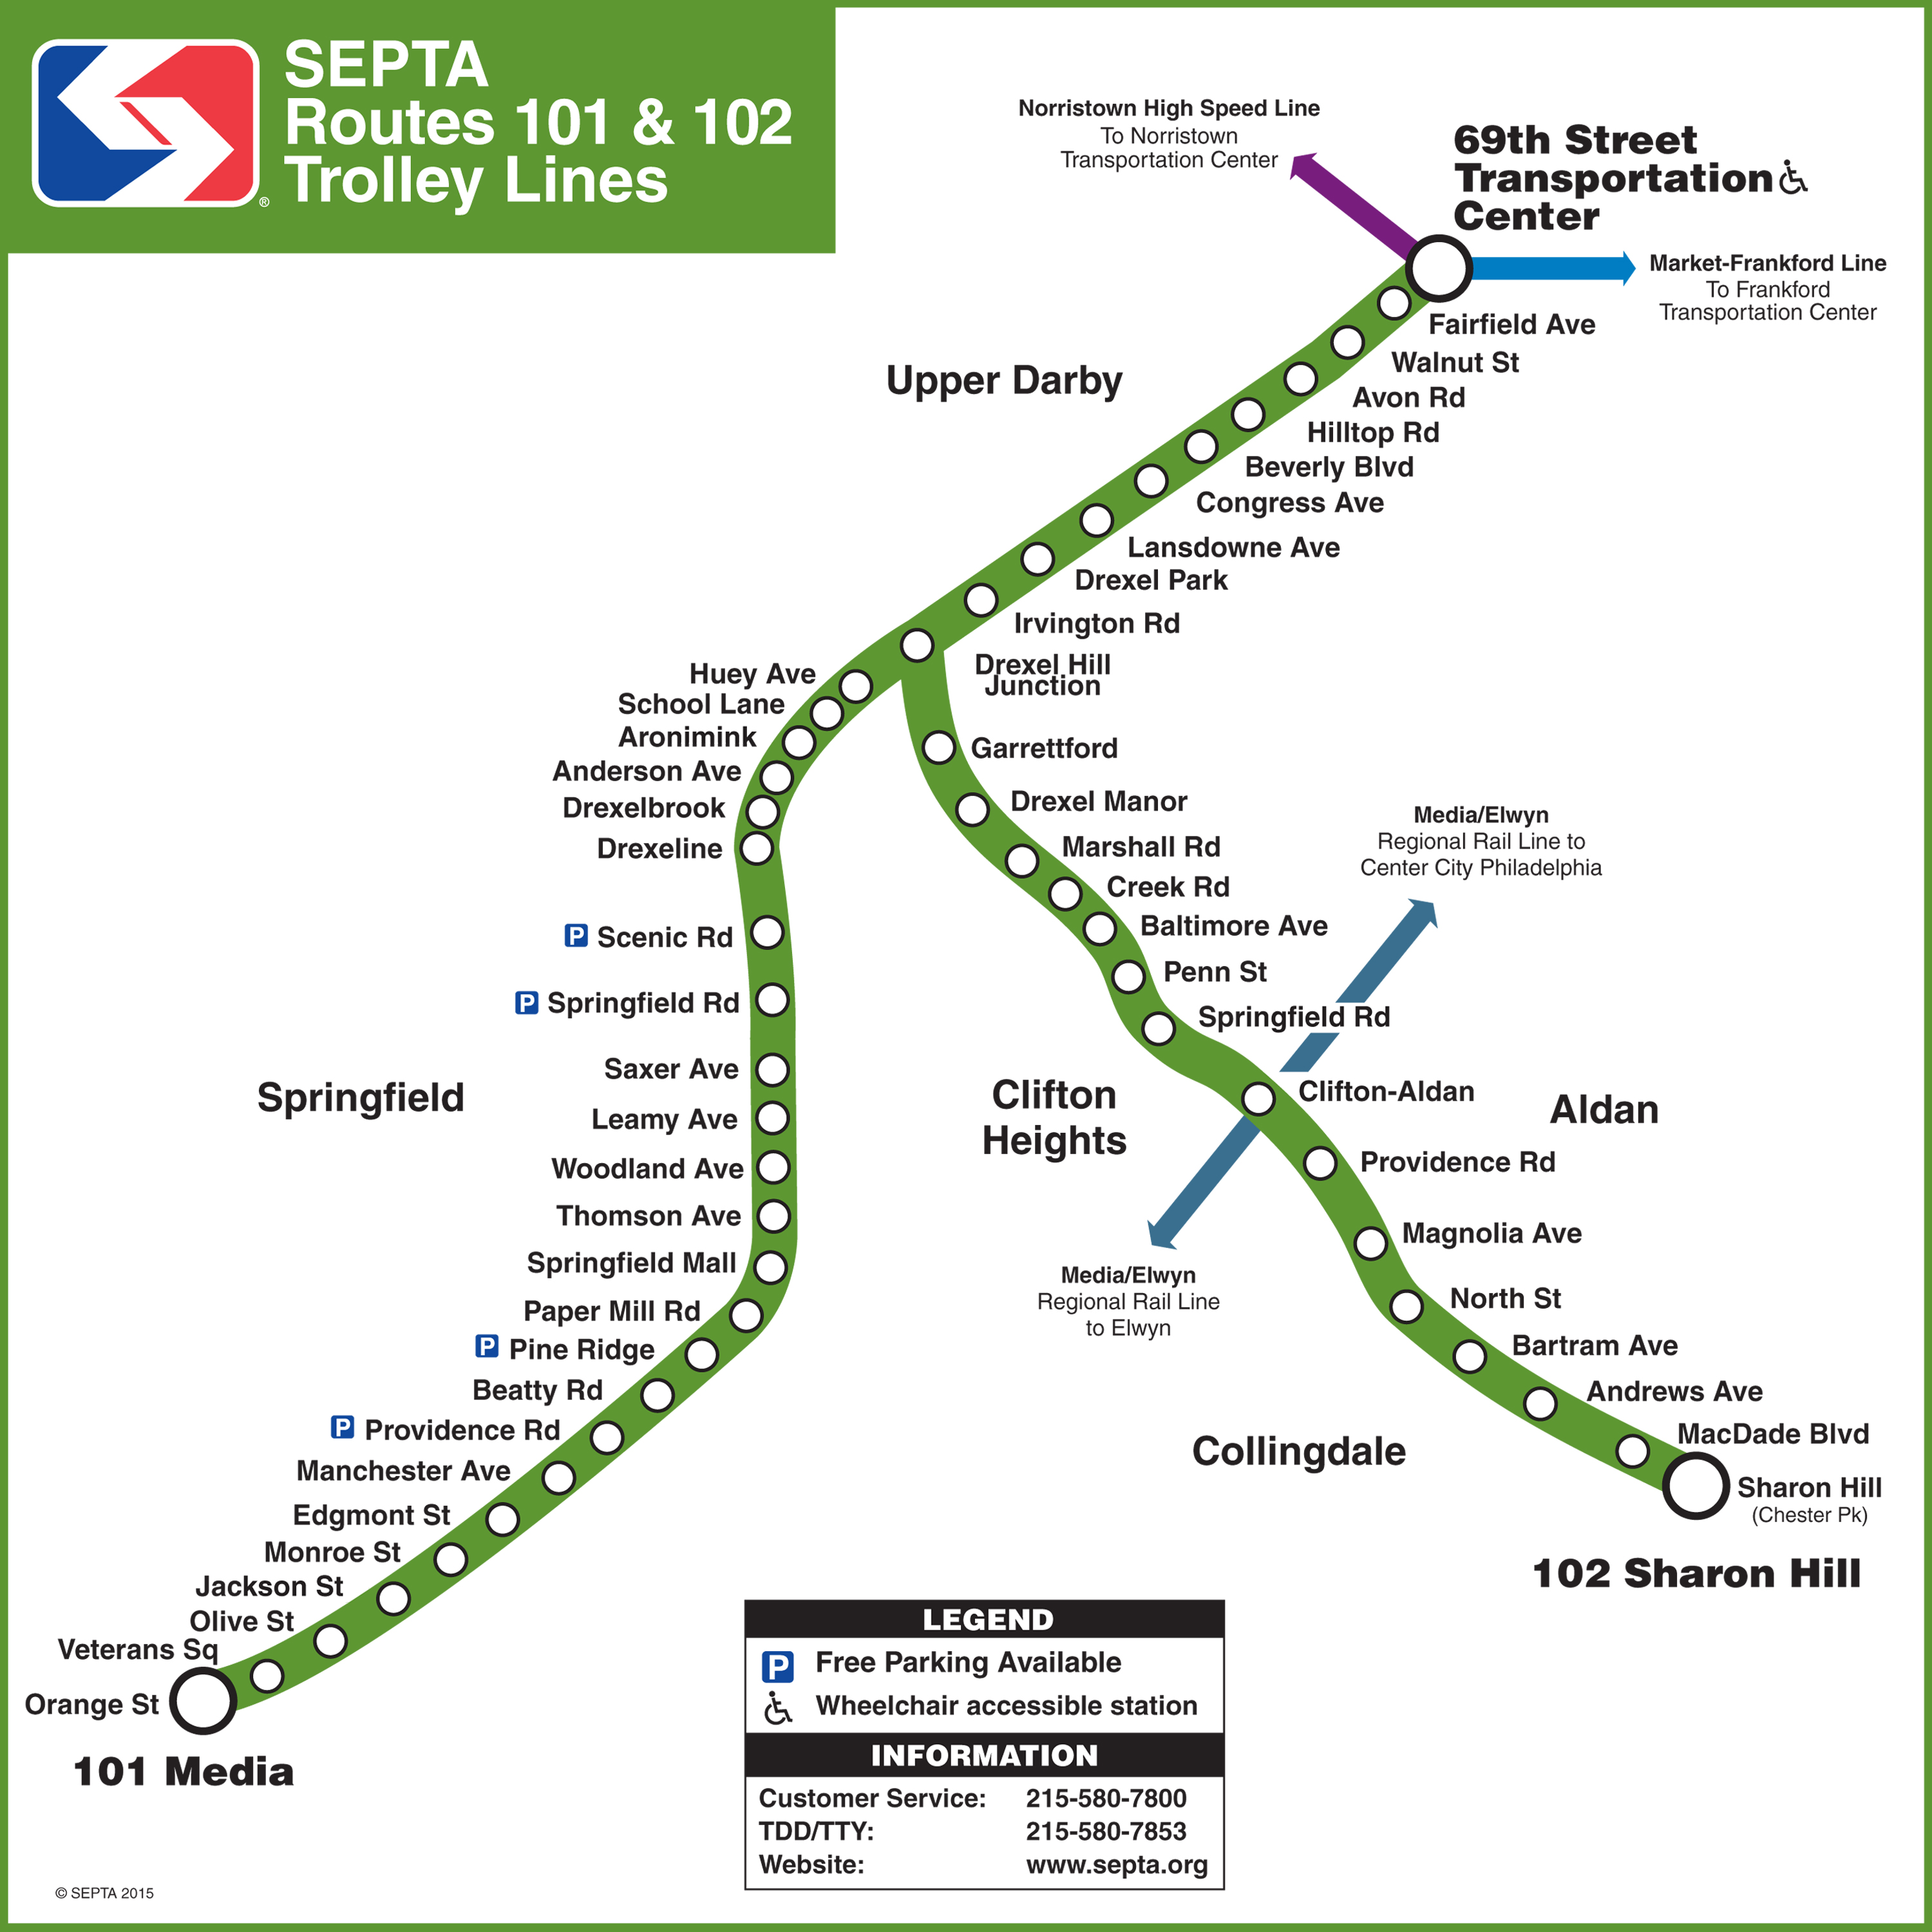 SEPTA
Routes 101 & 102
Trolley Lines
®
Norristown High Speed Line
To Norristown
Transportation Center
69th Street
Transportation
Center
Market-Frankford Line
To Frankford
Transportation Center
Fairfield Ave
Walnut St
Avon Rd
Hilltop Rd
Beverly Blvd
Congress Ave
Lansdowne Ave
Drexel Park
Irvington Rd
Drexel Hill
Junction
Upper Darby
Huey Ave
School Lane
Aronimink
Anderson Ave
Drexelbrook
Drexeline
P Scenic Rd
P Springfield Rd
Saxer Ave
Leamy Ave
Woodland Ave
Thomson Ave
Springfield Mall
Paper Mill Rd
P Pine Ridge
Beatty Rd
P Providence Rd
Manchester Ave
Edgmont St
Monroe St
Jackson St
Olive St
Veterans Sq
Orange St
101 Media
Springfield
Garrettford
Drexel Manor
Marshall Rd
Creek Rd
Baltimore Ave
Penn St
Springfield Rd
Clifton-Aldan
Providence Rd
Magnolia Ave
North St
Bartram Ave
Andrews Ave
MacDade Blvd
Sharon Hill
(Chester Pk)
102 Sharon Hill
Media/Elwyn
Regional Rail Line to
Center City Philadelphia
Clifton
Heights
Aldan
Media/Elwyn
Regional Rail Line
to Elwyn
Collingdale
LEGEND
P Free Parking Available
Wheelchair accessible station
INFORMATION
Customer Service: 215-580-7800
TDD/TTY: 215-580-7853
Website: www.septa.org
© SEPTA 2015